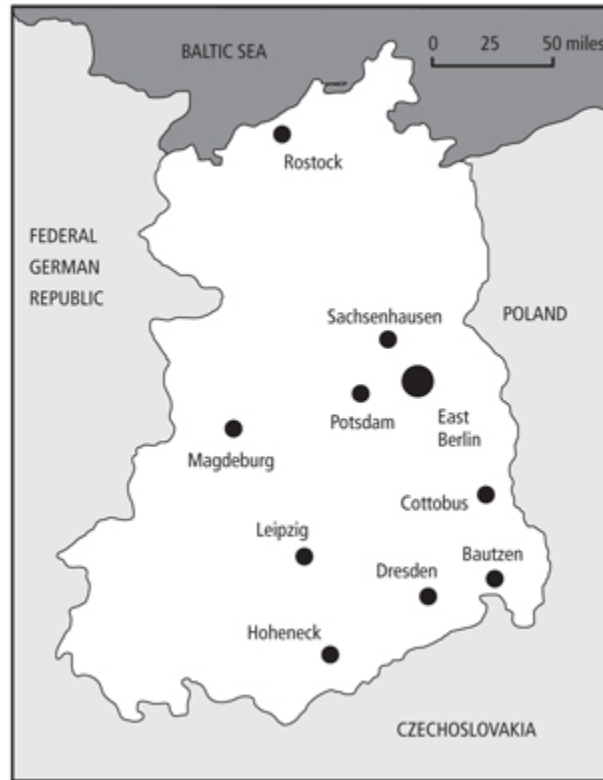 BALTIC SEA
0 25 50 miles
Rostock
FEDERAL
GERMAN
REPUBLIC
Sachsenhausen
POLAND
Potsdam
East
Berlin
Magdeburg
Cottobus
Leipzig
Bautzen
Dresden
Hoheneck
CZECHOSLOVAKIA